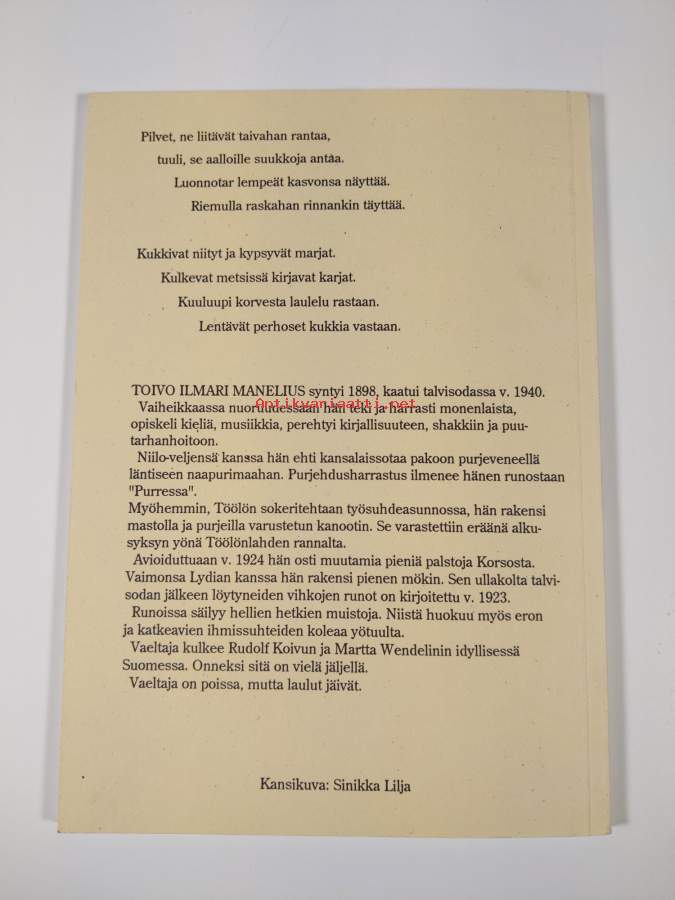 Pilvet, ne liitävät taivahan rantaa,
tuuli, se aalloille suukkoja antaa.
Luonnotar lempeät kasvonsa näyttää.
Riemulla raskahan rinnankin täyttää.
Kukkivat niityt ja kypsyvät marjat.
Kulkevat metsissä kirjavat karjat.
Kuuluupi korvesta laulelu rastaan.
Lentävät perhoset kukkia vastaan.
TOIVO ILMARI MANELIUS syntyi 1898, kaatui talvisodassa v. 1940.
Antikvariaatti.net
Vaiheikkaassa nuoruudessaan hän teki ja harrasti monenlaista,
opiskeli kieliä, musiikkia, perehtyi kirjallisuuteen, shakkiin ja puu-
tarhanhoitoon.
Niilo-veljensä kanssa hän ehti kansalaissotaa pakoon purjeveneellä
läntiseen naapurimaahan. Purjehdusharrastus ilmenee hänen runostaan
"Purressa".
Myöhemmin, Töölön sokeritehtaan työsuhdeasunnossa, hän rakensi
mastolla ja purjeilla varustetun kanootin. Se varastettiin eräänä alku-
syksyn yönä Töölönlahden rannalta.
Avioiduttuaan v. 1924 hän osti muutamia pieniä palstoja Korsosta.
Vaimonsa Lydian kanssa hän rakensi pienen mökin. Sen ullakolta talvi-
sodan jälkeen löytyneiden vihkojen runot on kirjoitettu v. 1923.
Runoissa säilyy hellien hetkien muistoja. Niistä huokuu myös eron
ja katkeavien ihmissuhteiden koleaa yötuulta.
Vaeltaja kulkee Rudolf Koivun ja Martta Wendelinin idyllisessä
Suomessa. Onneksi sitä on vielä jäljellä.
Vaeltaja on poissa, mutta laulut jäivät.
Kansikuva: Sinikka Lilja